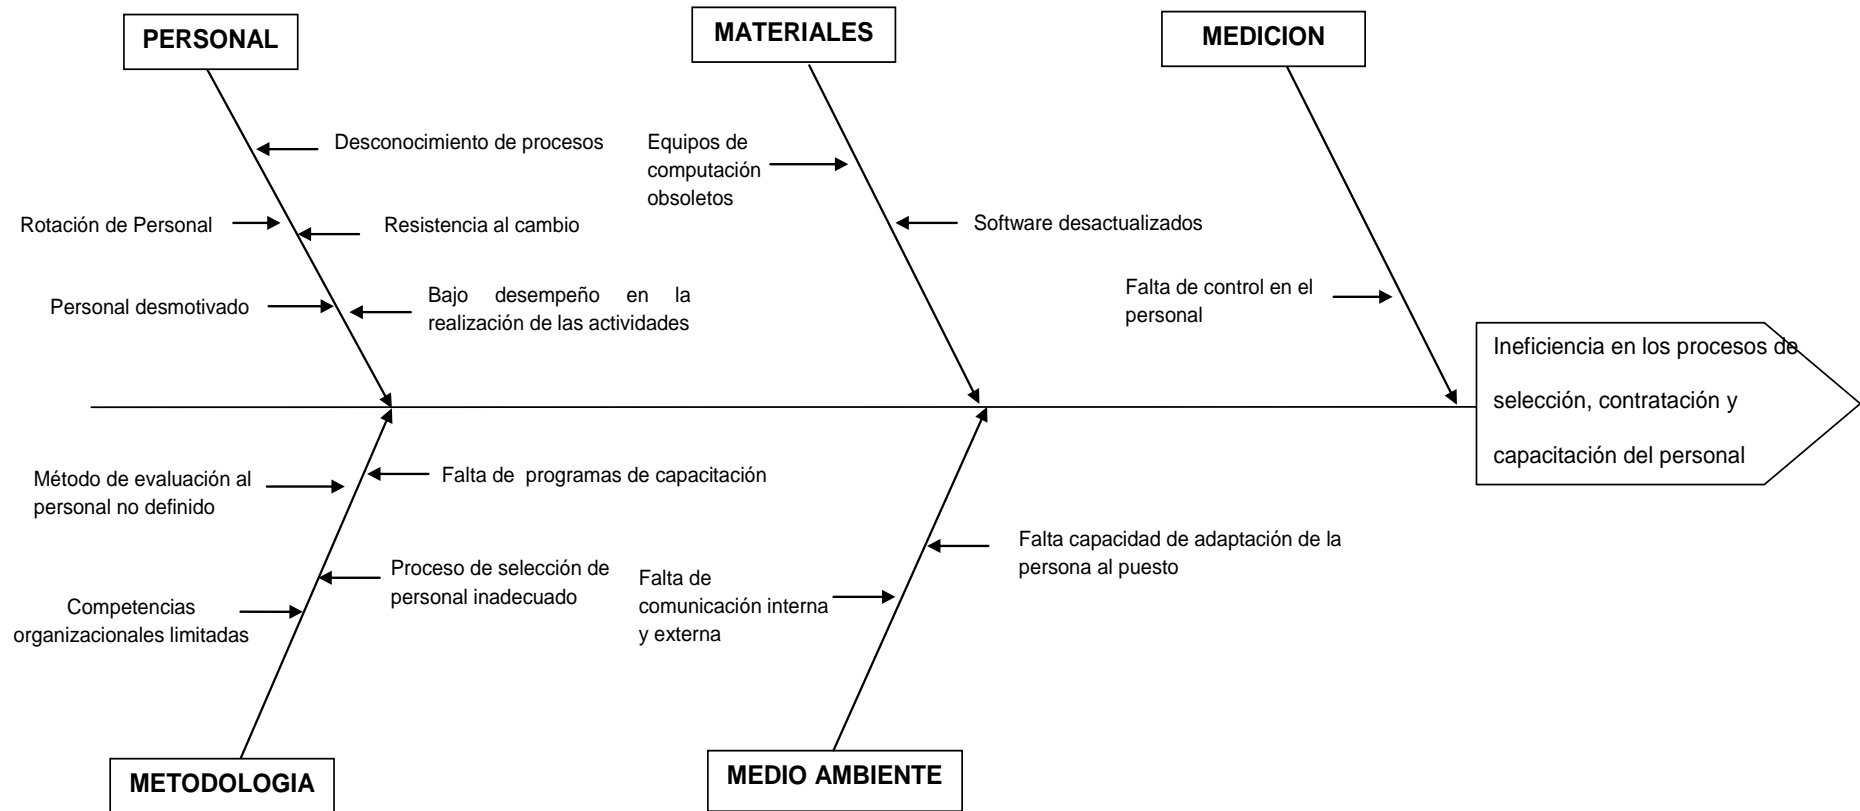 PERSONAL
MATERIALES
MEDICION
Desconocimiento de procesos
Rotación de Personal
Resistencia al cambio
Personal desmotivado
Bajo desempeño en la
realización de las actividades
Equipos de
computación
obsoletos
Software desactualizados
Falta de control en el
personal
Ineficiencia en los procesos de
selección, contratación y
capacitación del personal
Método de evaluación al
personal no definido
Falta de programas de capacitación
Competencias
organizacionales limitadas
Proceso de selección de
personal inadecuado
Falta de
comunicación interna
y externa
Falta capacidad de adaptación de la
persona al puesto
METODOLOGIA
MEDIO AMBIENTE